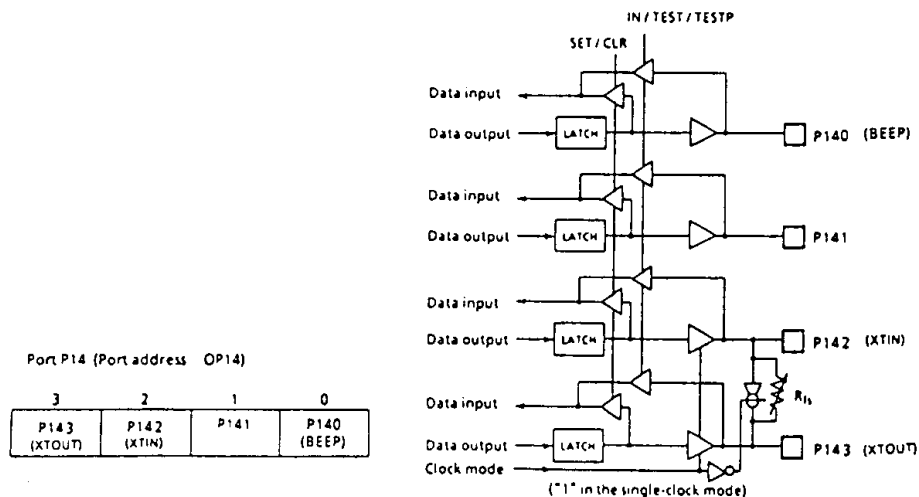 IN / TEST / TESTP
SET / CLR
Data input
Data output
LATCH
P140 (BEEP)
Data input
Data output
LATCH
P141
Data input
Data output
LATCH
P142 (XTIN)
Rfs
Data input
Data output
LATCH
P143 (XTOUT)
Clock mode
("1" in the single-clock mode)
Port P14 (Port address OP14)
3 2 1 0
P143 P142 P141 P140
(XTOUT) (XTIN) (BEEP)